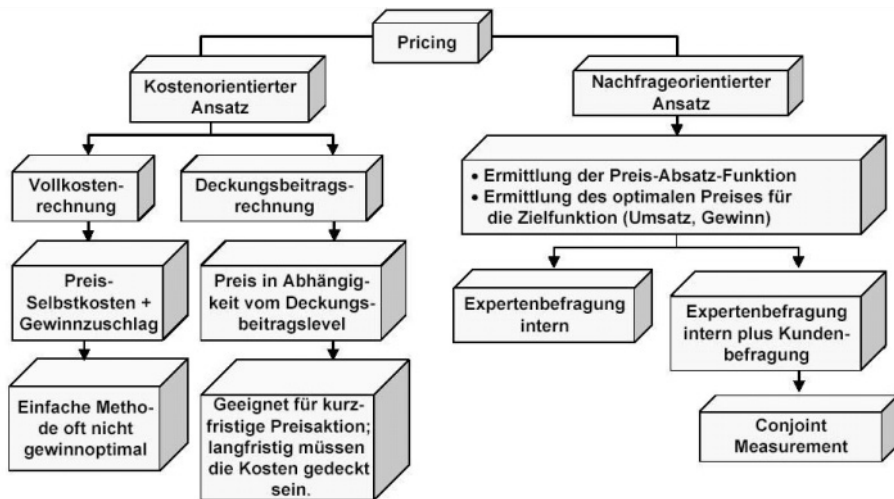 Pricing
Kostenorientierter
Ansatz
Nachfrageorientierter
Ansatz
Vollkosten-
rechnung
Deckungsbeitrags-
rechnung
• Ermittlung der Preis-Absatz-Funktion
• Ermittlung des optimalen Preises für
die Zielfunktion (Umsatz, Gewinn)
Preis-
Selbstkosten +
Gewinnzuschlag
Preis in Abhängig-
keit vom Deckungs-
beitragslevel
Expertenbefragung
intern
Expertenbefragung
intern plus Kunden-
befragung
Einfache Metho-
de oft nicht
gewinnoptimal
Geeignet für kurz-
fristige Preisaktion;
langfristig müssen
die Kosten gedeckt
sein.
Conjoint
Measurement